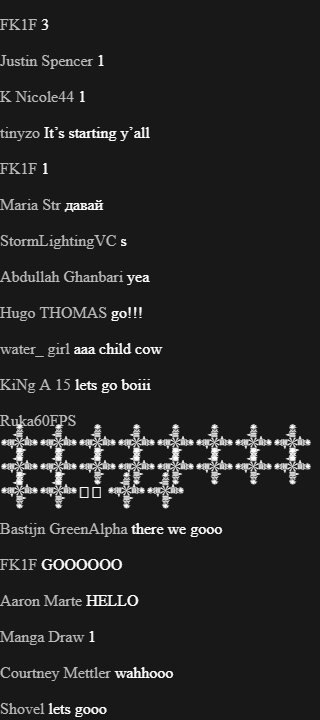 FK1F 3
Justin Spencer 1
K Nicole44 1
tinyzo It’s starting y’all
FK1F 1
Maria Str давай
StormLightingVC s
Abdullah Ghanbari yea
Hugo THOMAS go!!!
water_ girl aaa child cow
KiNg A 15 lets go boiii
Ruka60FPS
Bastijn GreenAlpha there we gooo
FK1F GOOOOOO
Aaron Marte HELLO
Manga Draw 1
Courtney Mettler wahhooo
Shovel lets gooo